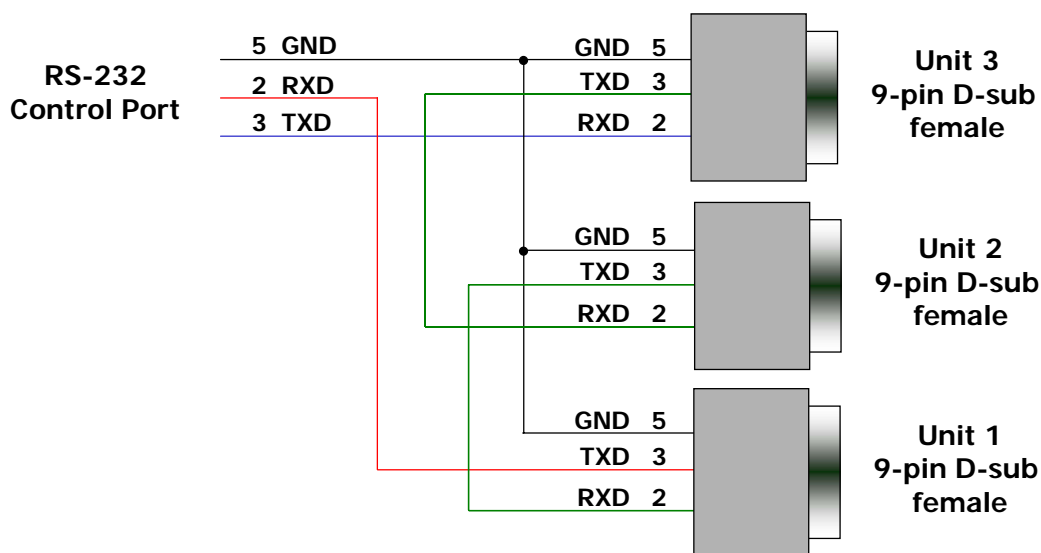 RS-232
Control Port
5 GND
2 RXD
3 TXD
GND 5
TXD 3
RXD 2
Unit 3
9-pin D-sub
female
GND 5
TXD 3
RXD 2
Unit 2
9-pin D-sub
female
GND 5
TXD 3
RXD 2
Unit 1
9-pin D-sub
female